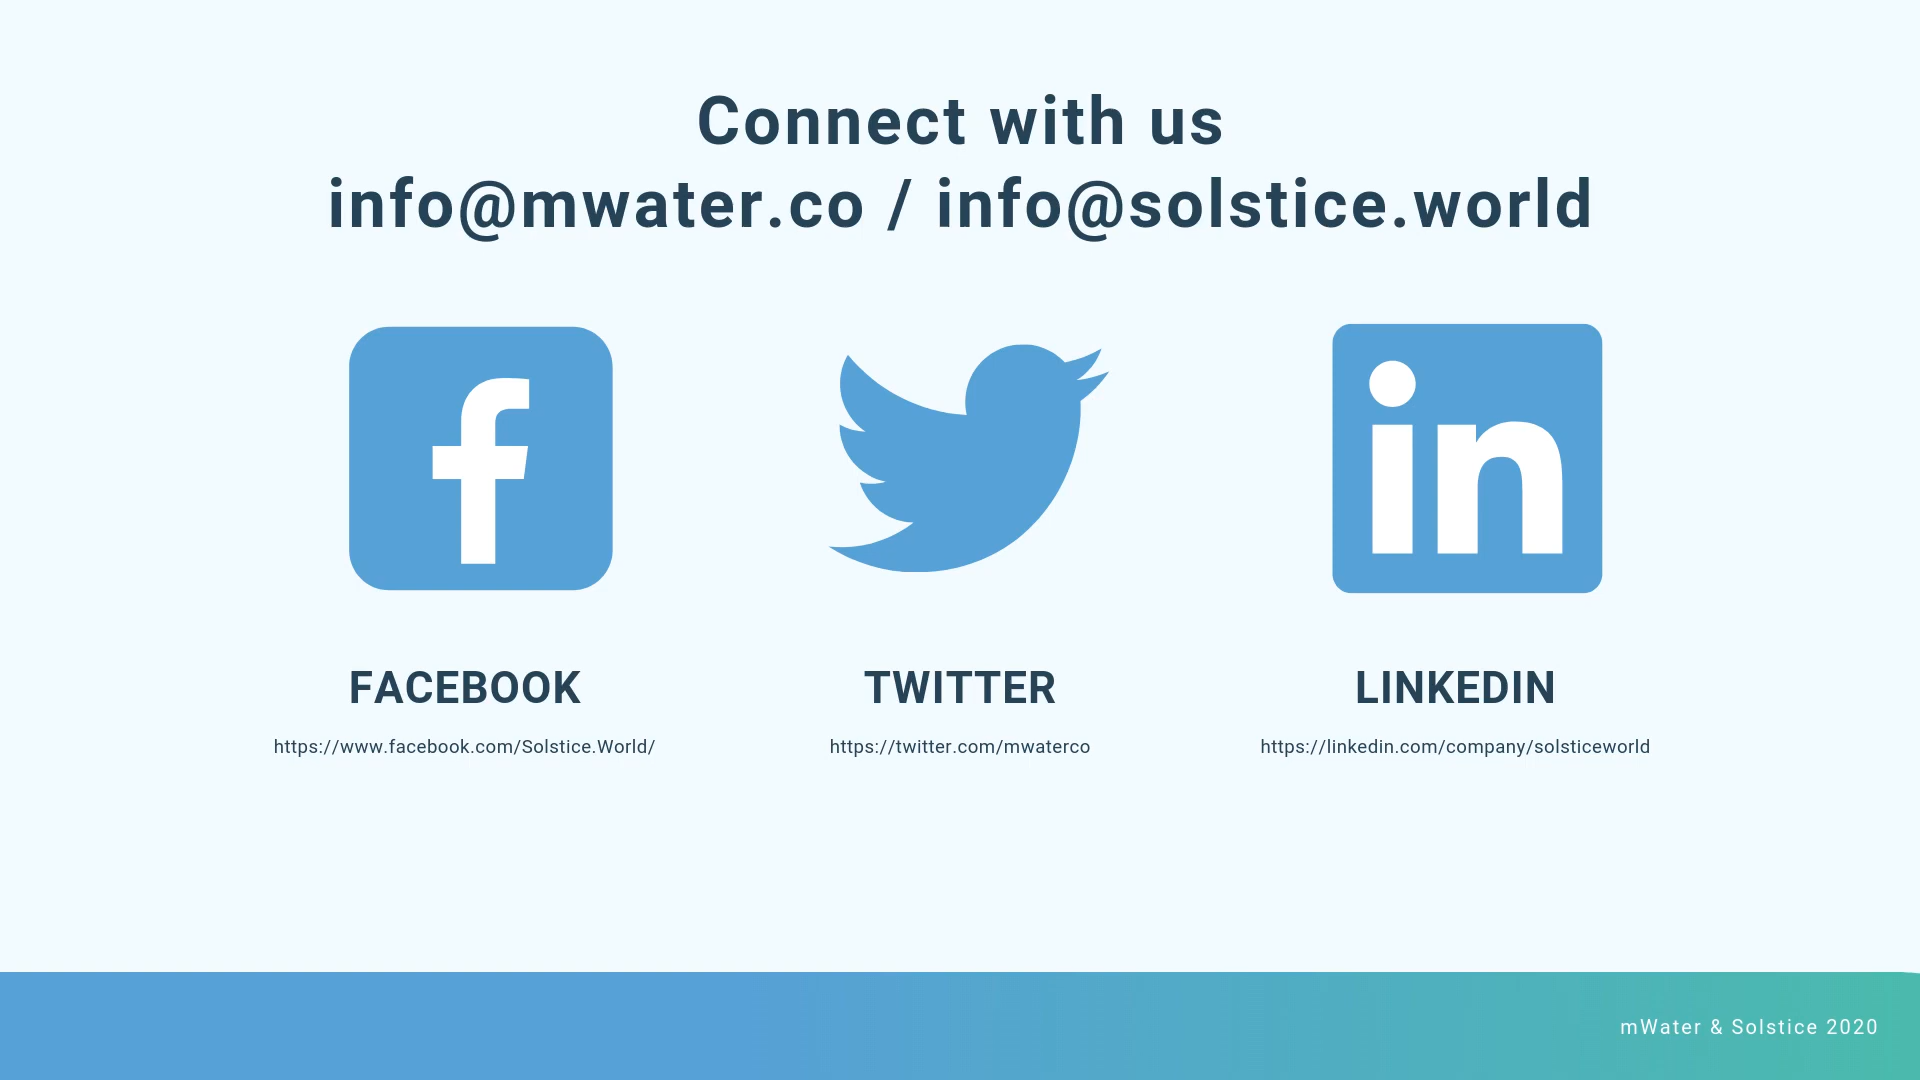 Connect with us
info@mwater.co / info@solstice.world
FACEBOOK
https://www.facebook.com/Solstice.World/
TWITTER
https://twitter.com/mwaterco
LINKEDIN
https://linkedin.com/company/solsticeworld
mWater & Solstice 2020